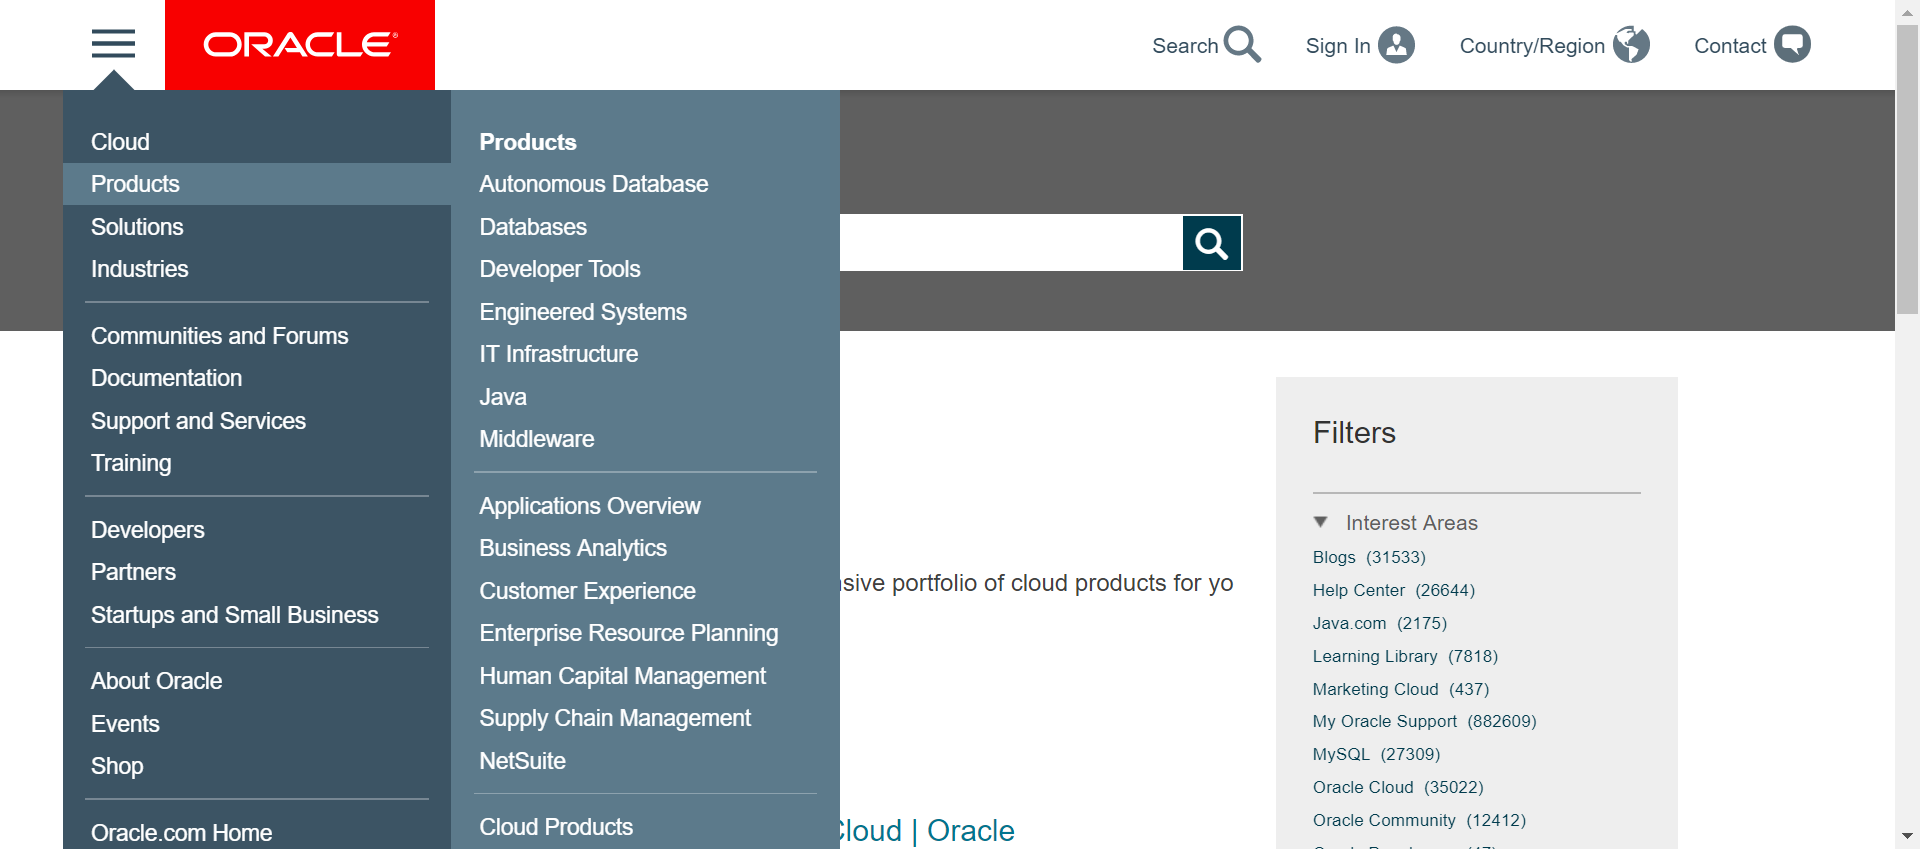 ORACLE
Search
Sign In
Country/Region
Contact
Cloud
Products
Solutions
Industries
Communities and Forums
Documentation
Support and Services
Training
Developers
Partners
Startups and Small Business
About Oracle
Events
Shop
Oracle.com Home
Products
Autonomous Database
Databases
Developer Tools
Engineered Systems
IT Infrastructure
Java
Middleware
Applications Overview
Business Analytics
Customer Experience
Enterprise Resource Planning
Human Capital Management
Supply Chain Management
NetSuite
Cloud Products
portfolio of cloud products for yo
Cloud | Oracle
Filters
Interest Areas
Blogs (31533)
Help Center (26644)
Java.com (2175)
Learning Library (7818)
Marketing Cloud (437)
My Oracle Support (882609)
MySQL (27309)
Oracle Cloud (35022)
Oracle Community (12412)